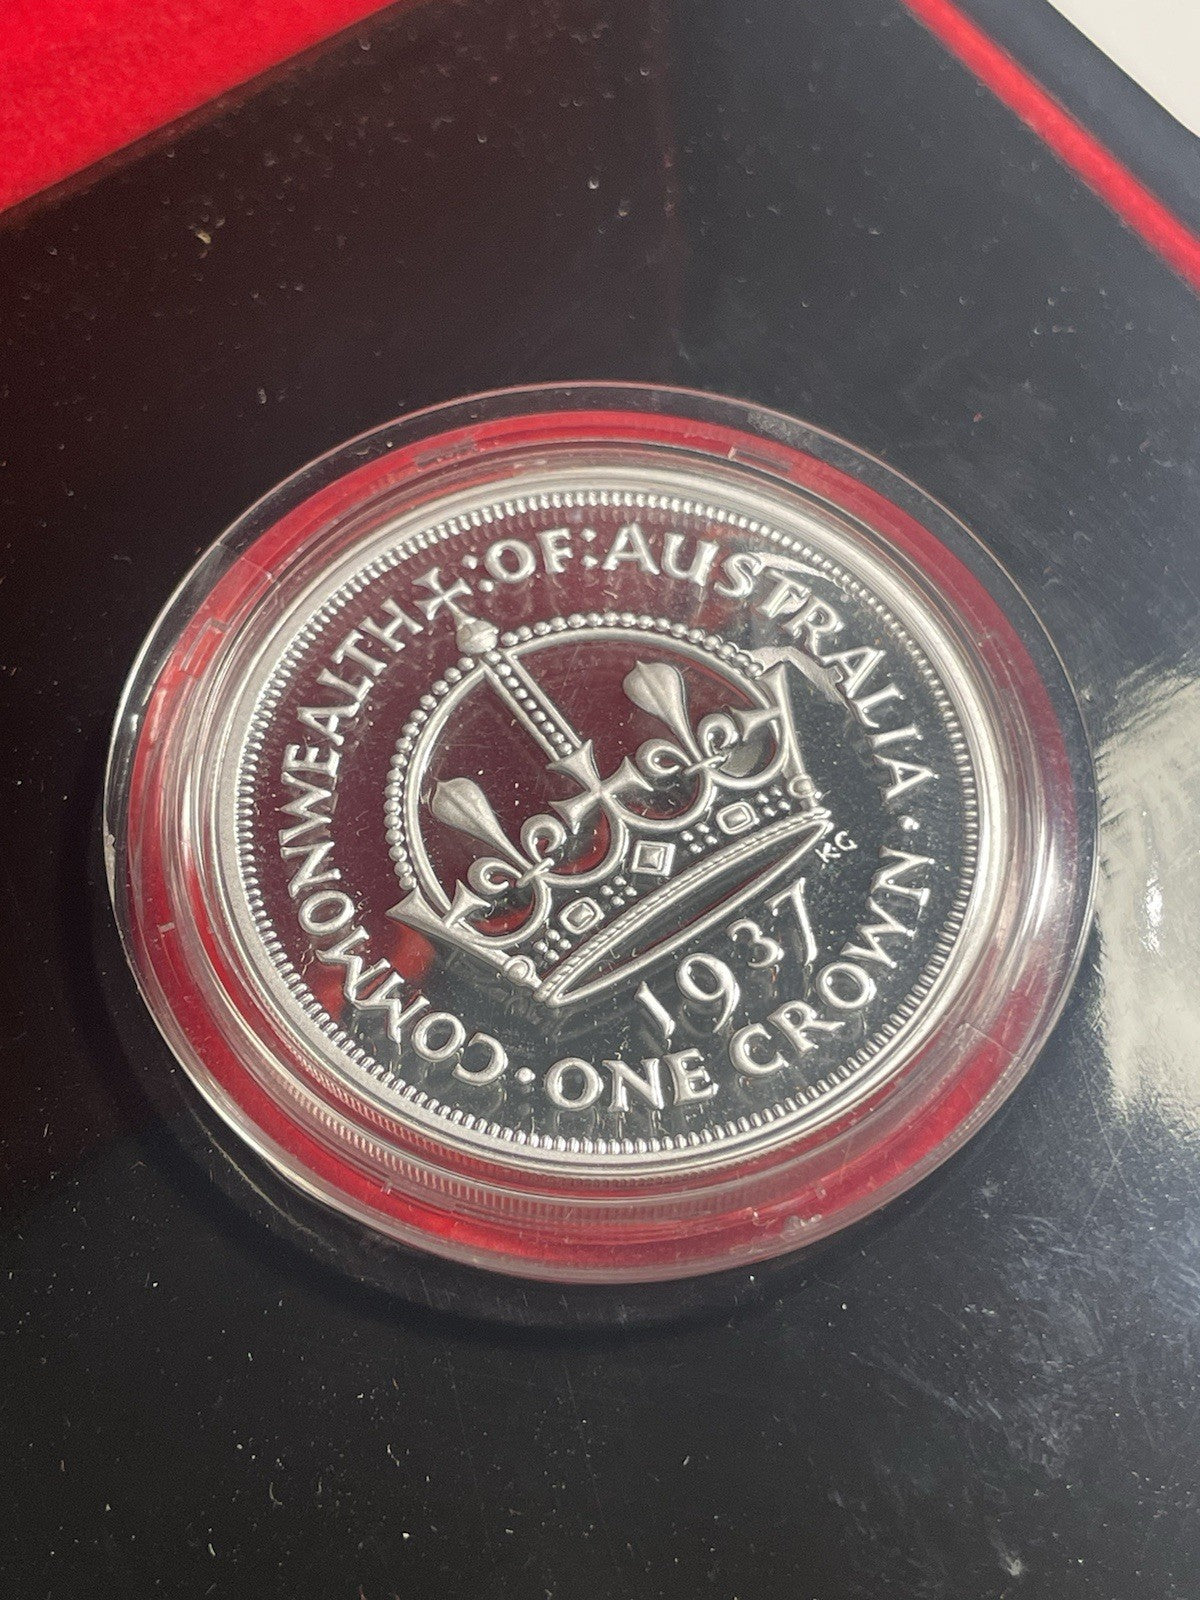 COMMONWEALTH :OF: AUSTRALIA
KG
1937
· ONE CROWN ·